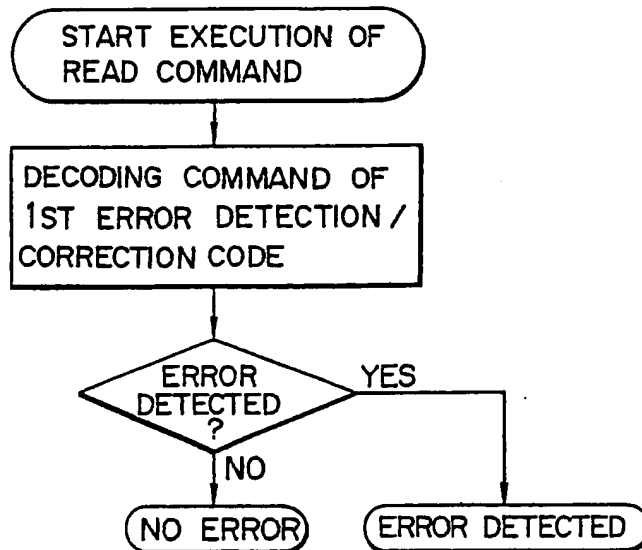 START EXECUTION OF
READ COMMAND
DECODING COMMAND OF
1ST ERROR DETECTION/
CORRECTION CODE
ERROR
DETECTED
?
YES
NO
NO ERROR
ERROR DETECTED